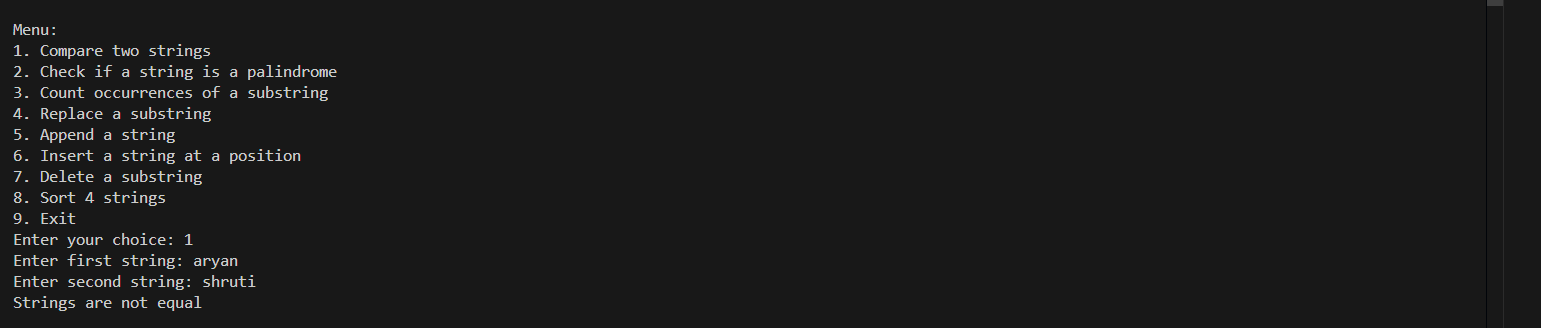 Menu:
1. Compare two strings
2. Check if a string is a palindrome
3. Count occurrences of a substring
4. Replace a substring
5. Append a string
6. Insert a string at a position
7. Delete a substring
8. Sort 4 strings
9. Exit
Enter your choice: 1
Enter first string: aryan
Enter second string: shruti
Strings are not equal